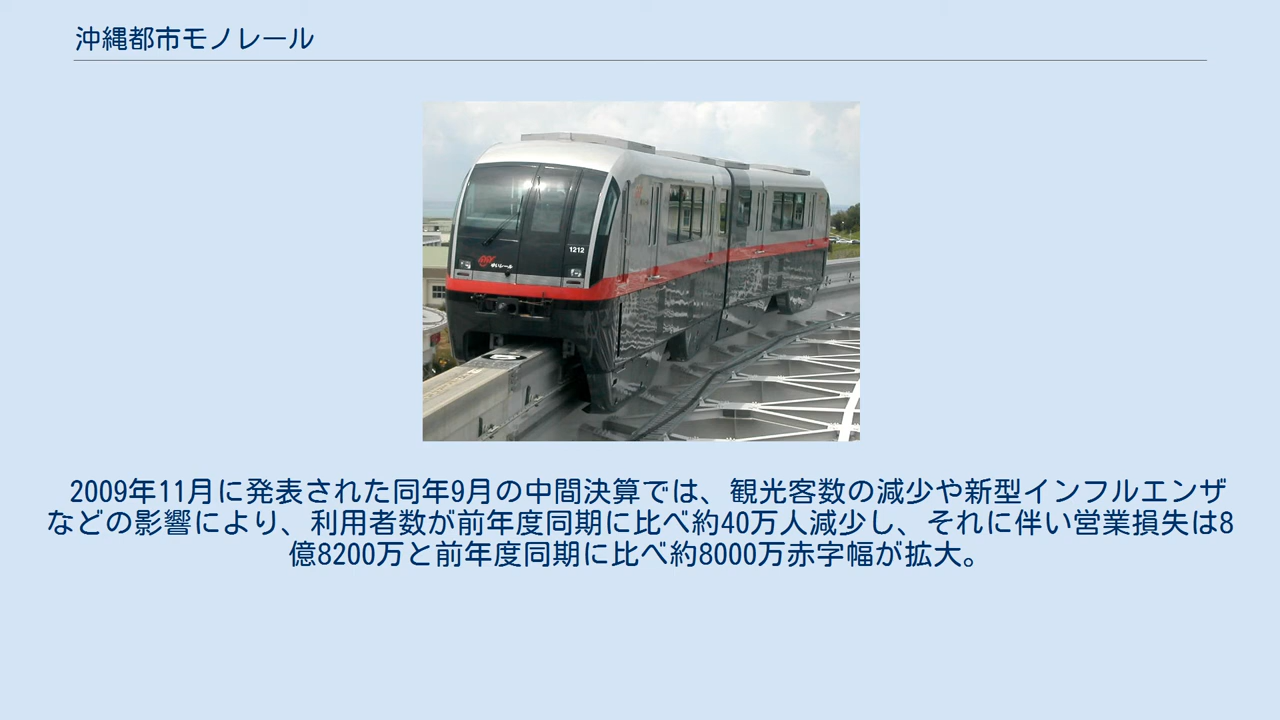 沖縄都市モノレール
1212
ゆいレール
2009年11月に発表された同年9月の中間決算では、観光客数の減少や新型インフルエンザ
などの影響により、利用者数が前年度同期に比べ約40万人減少し、それに伴い営業損失は8
億8200万と前年度同期に比べ約8000万赤字幅が拡大。